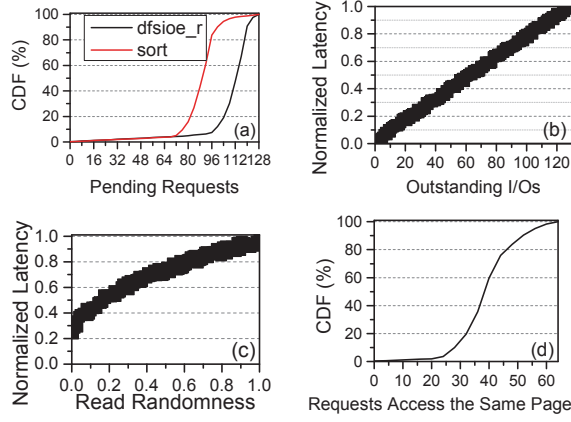 CDF (%)
100
80
60
40
20
0
dfsioe_r
sort
(a)
0 16 32 48 64 80 96 112128
Pending Requests
Normalized Latency
1.0
0.8
0.6
0.4
0.2
0.0
(b)
0 20 40 60 80 100 120
Outstanding I/Os
Normalized Latency
1.0
0.8
0.6
0.4
0.2
0.0
(c)
0.0 0.2 0.4 0.6 0.8 1.0
Read Randomness
CDF (%)
100
80
60
40
20
0
(d)
0 10 20 30 40 50 60
Requests Access the Same Page